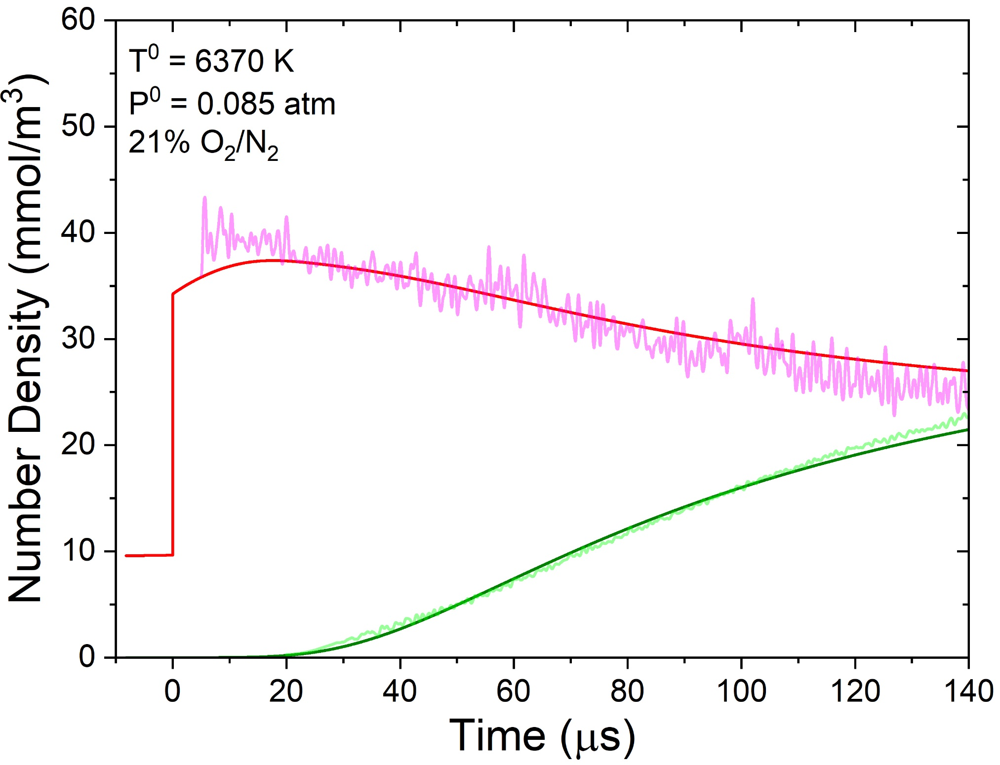 T⁰ = 6370 K
P⁰ = 0.085 atm
21% O₂/N₂
Number Density (mmol/m³)
60
50
40
30
20
10
0
0 20 40 60 80 100 120 140
Time (μs)